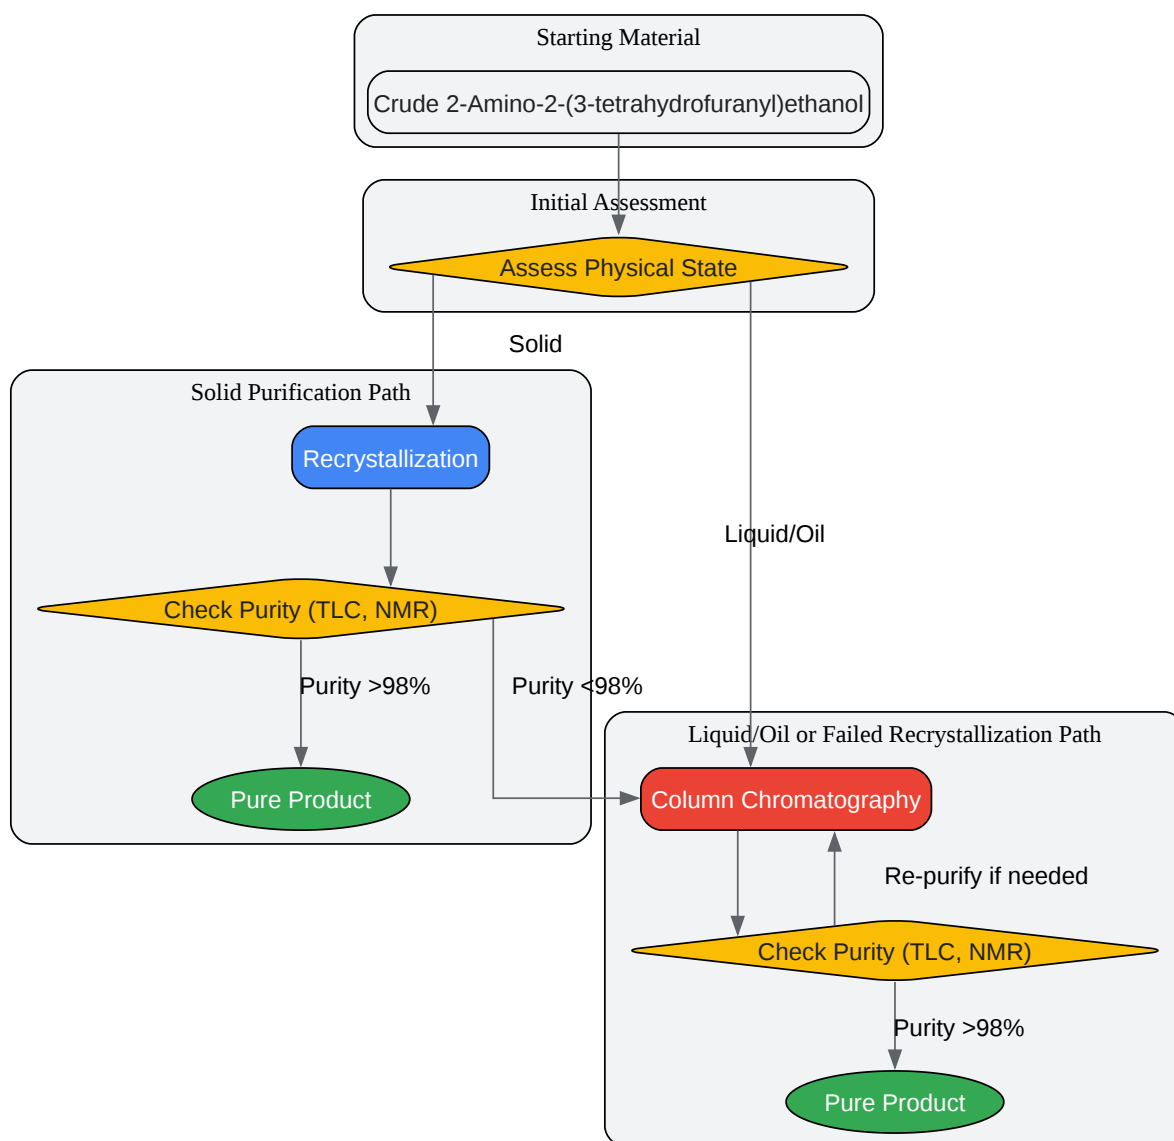 Starting Material
Crude 2-Amino-2-(3-tetrahydrofuranyl)ethanol
Initial Assessment
Assess Physical State
Solid
Solid Purification Path
Recrystallization
Liquid/Oil
Check Purity (TLC, NMR)
Purity >98%
Purity <98%
Liquid/Oil or Failed Recrystallization Path
Pure Product
Column Chromatography
Re-purify if needed
Check Purity (TLC, NMR)
Purity >98%
Pure Product